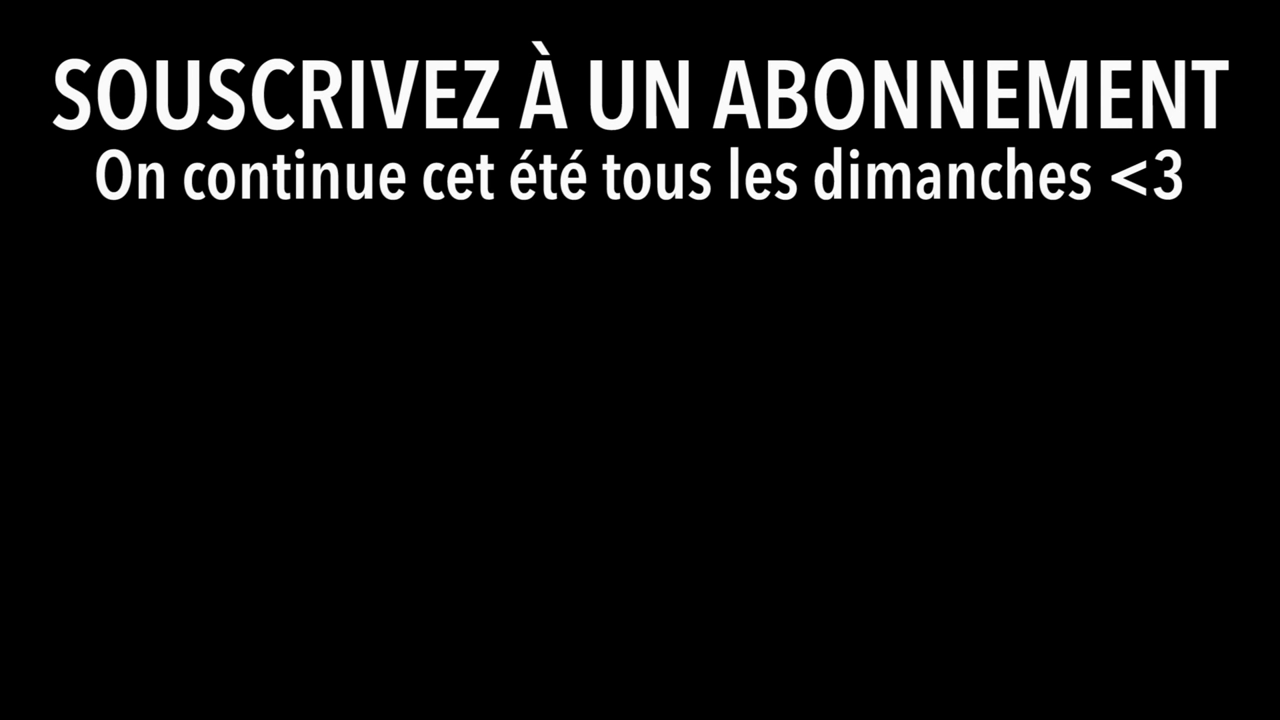 SOUSCRIVEZ À UN ABONNEMENT
On continue cet été tous les dimanches <3